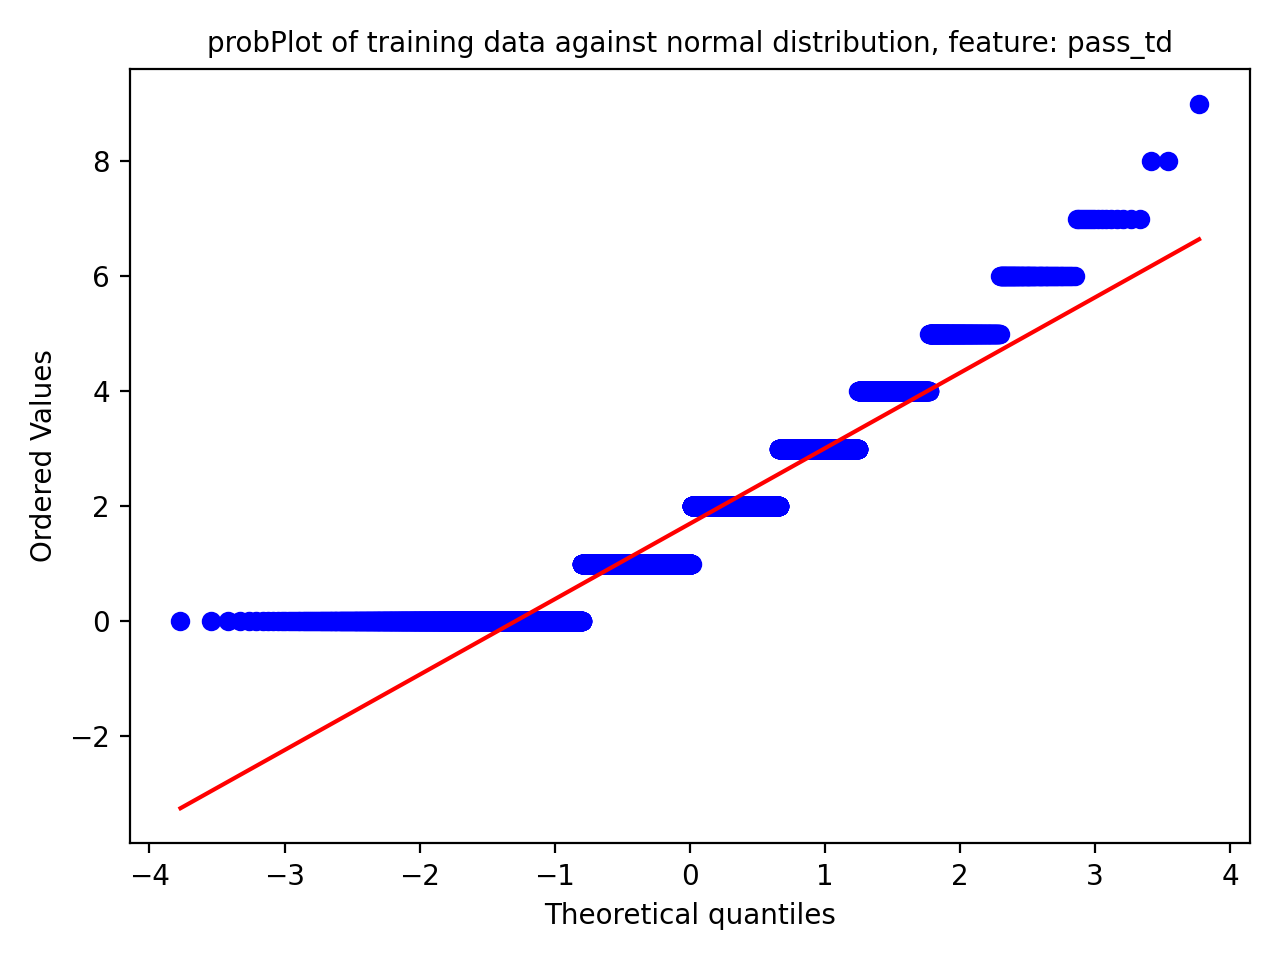 probPlot of training data against normal distribution, feature: pass_td
8
6
4
2
0
−2
Ordered Values
−4 −3 −2 −1 0 1 2 3 4
Theoretical quantiles